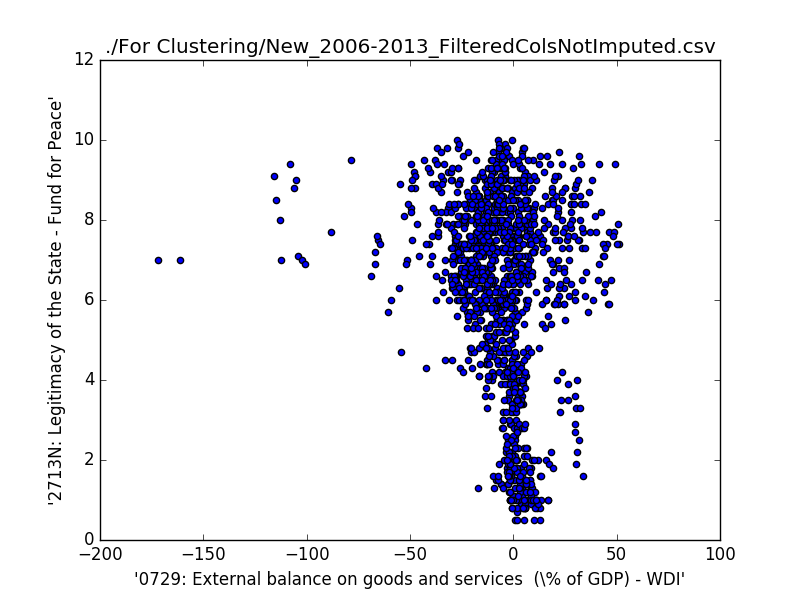 ./For Clustering/New_2006-2013_FilteredColsNotImputed.csv
'2713N: Legitimacy of the State - Fund for Peace'
12
10
8
6
4
2
0
−200 −150 −100 −50 0 50 100
'0729: External balance on goods and services  (\% of GDP) - WDI'